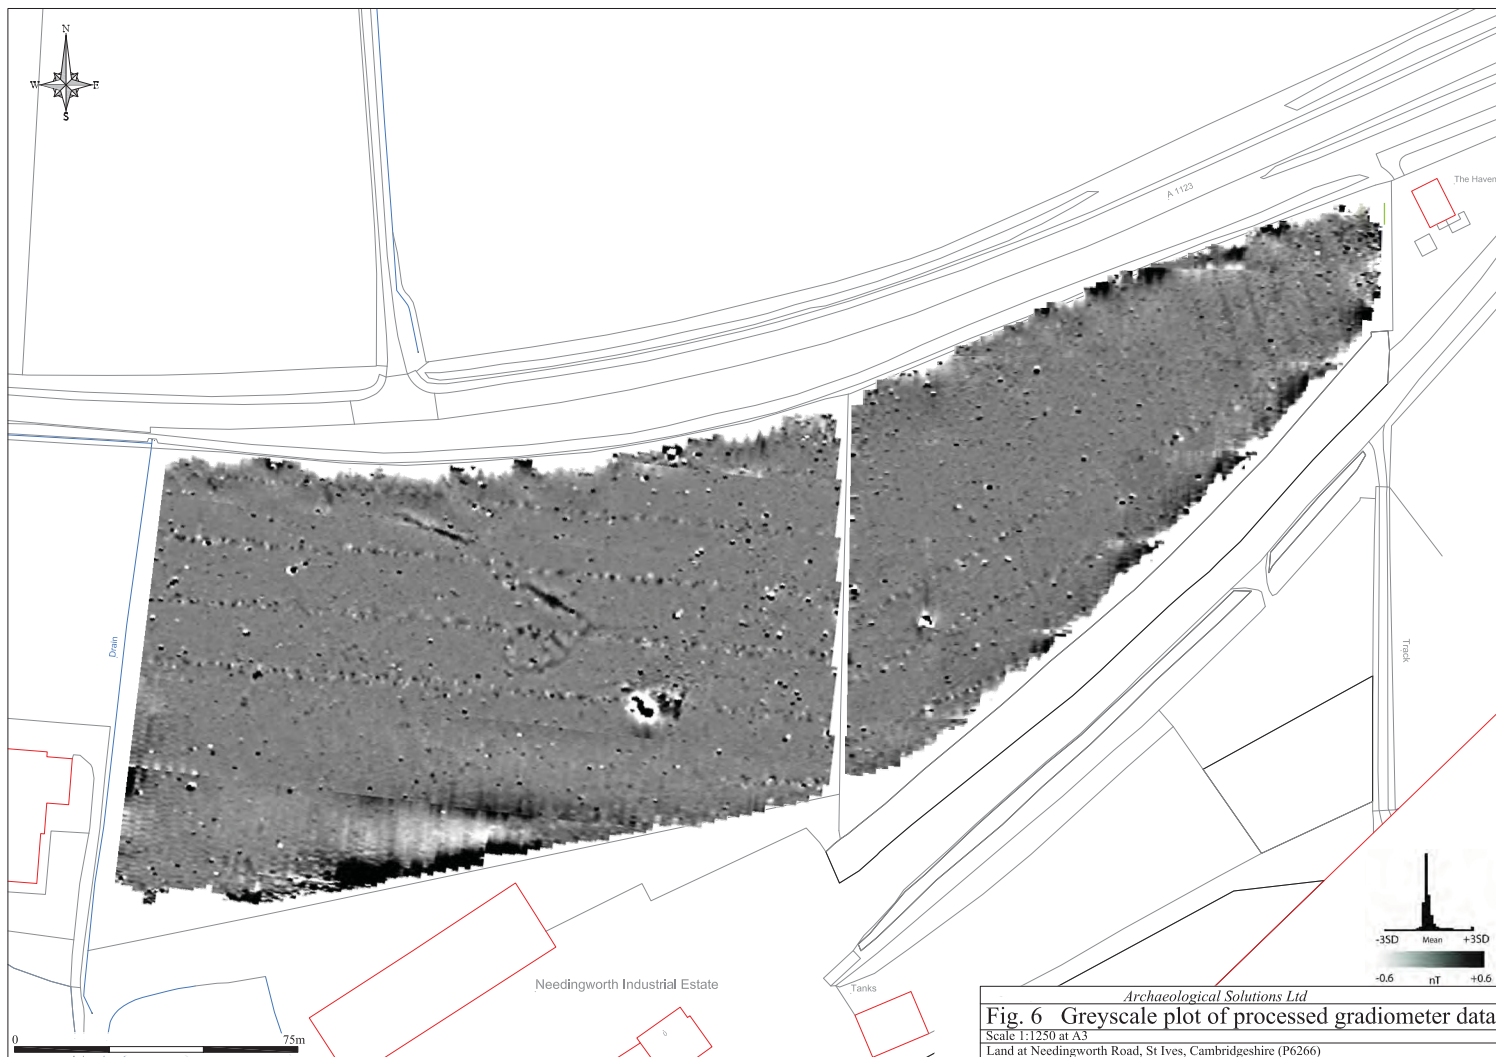 N
W E
S
A 1123
The Haven
Drain
Track
Needingworth Industrial Estate
Tanks
-3SD Mean +3SD
-0.6 nT +0.6
0 75m
Archaeological Solutions Ltd
Fig. 6 Greyscale plot of processed gradiometer data
Scale 1:1250 at A3
Land at Needingworth Road, St Ives, Cambridgeshire (P6266)